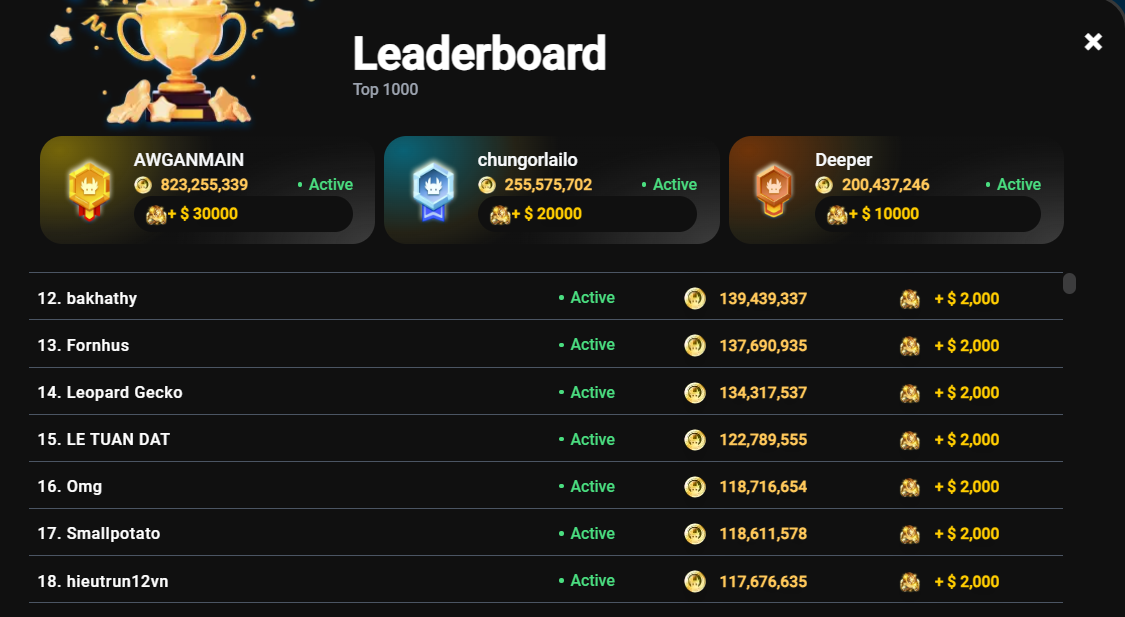 Leaderboard
Top 1000
AWGANMAIN
823,255,339 • Active
+ $ 30000
chungorlailo
255,575,702 • Active
+ $ 20000
Deeper
200,437,246 • Active
+ $ 10000
12. bakhathy • Active 139,439,337 + $ 2,000
13. Fornhus • Active 137,690,935 + $ 2,000
14. Leopard Gecko • Active 134,317,537 + $ 2,000
15. LE TUAN DAT • Active 122,789,555 + $ 2,000
16. Omg • Active 118,716,654 + $ 2,000
17. Smallpotato • Active 118,611,578 + $ 2,000
18. hieutrun12vn • Active 117,676,635 + $ 2,000